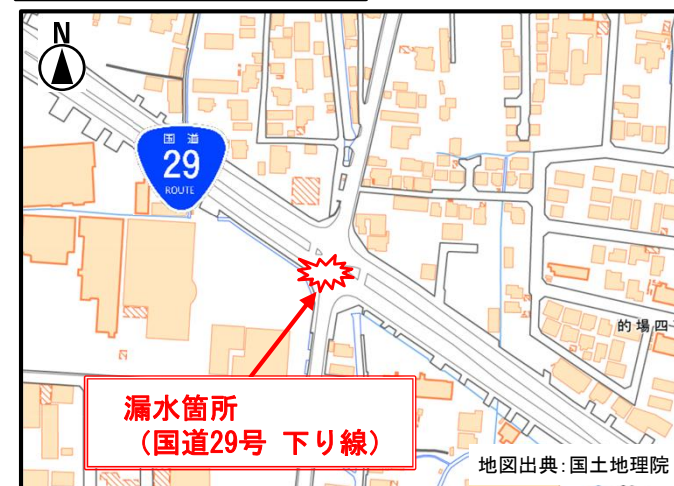 N
国道
29
ROUTE
的場四
漏水箇所
（国道29号 下り線）
地図出典：国土地理院